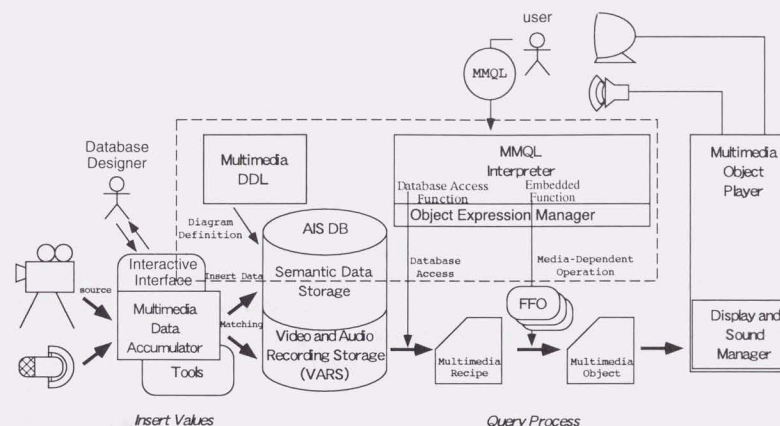 user
MMQL
Database
Designer
Multimedia
DDL
MMQL
Interpreter
Database Access
Function
Embedded
Function
Object Expression Manager
Multimedia
Object
Player
Diagram
Definition
AIS DB
Interactive
Interface
Insert Data
Semantic Data
Storage
Database
Access
Media-Dependent
Operation
source
Multimedia
Data
Accumulator
Matching
FFO
Video and Audio
Recording Storage
(VARS)
Display and
Sound
Manager
Tools
Multimedia
Recipe
Multimedia
Object
Insert Values
Query Process